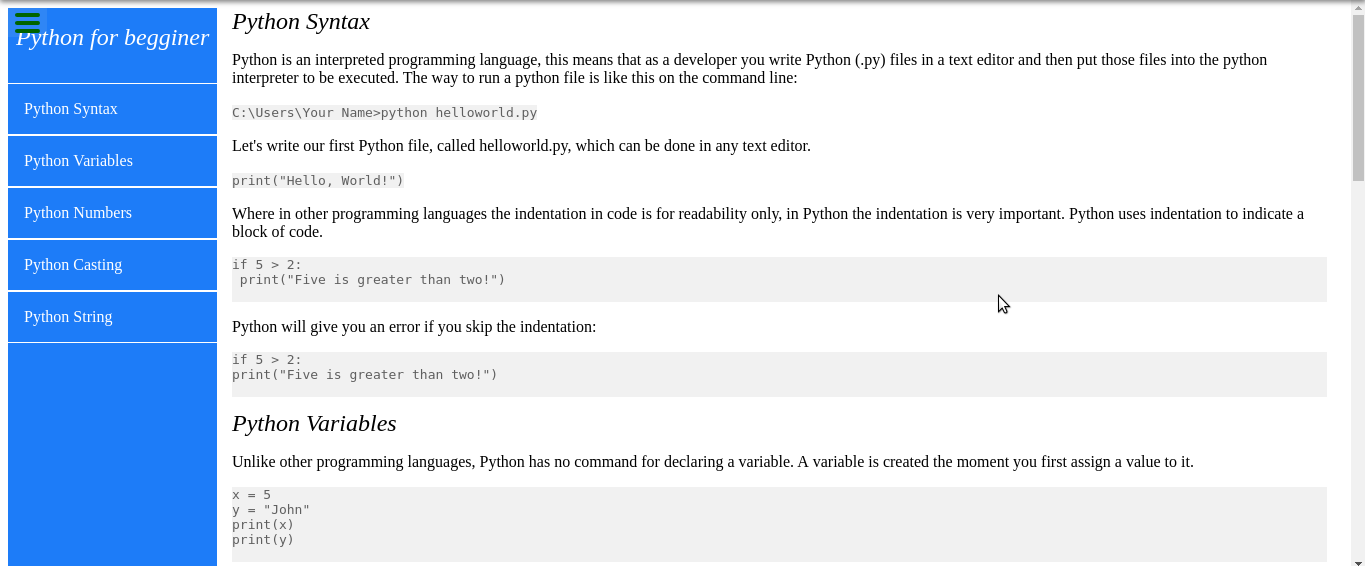 Python for begginer
Python Syntax
Python Variables
Python Numbers
Python Casting
Python String
Python Syntax
Python is an interpreted programming language, this means that as a developer you write Python (.py) files in a text editor and then put those files into the python
interpreter to be executed. The way to run a python file is like this on the command line:
C:\Users\Your Name>python helloworld.py
Let's write our first Python file, called helloworld.py, which can be done in any text editor.
print("Hello, World!")
Where in other programming languages the indentation in code is for readability only, in Python the indentation is very important. Python uses indentation to indicate a
block of code.
if 5 > 2:
 print("Five is greater than two!")
Python will give you an error if you skip the indentation:
if 5 > 2:
print("Five is greater than two!")
Python Variables
Unlike other programming languages, Python has no command for declaring a variable. A variable is created the moment you first assign a value to it.
x = 5
y = "John"
print(x)
print(y)